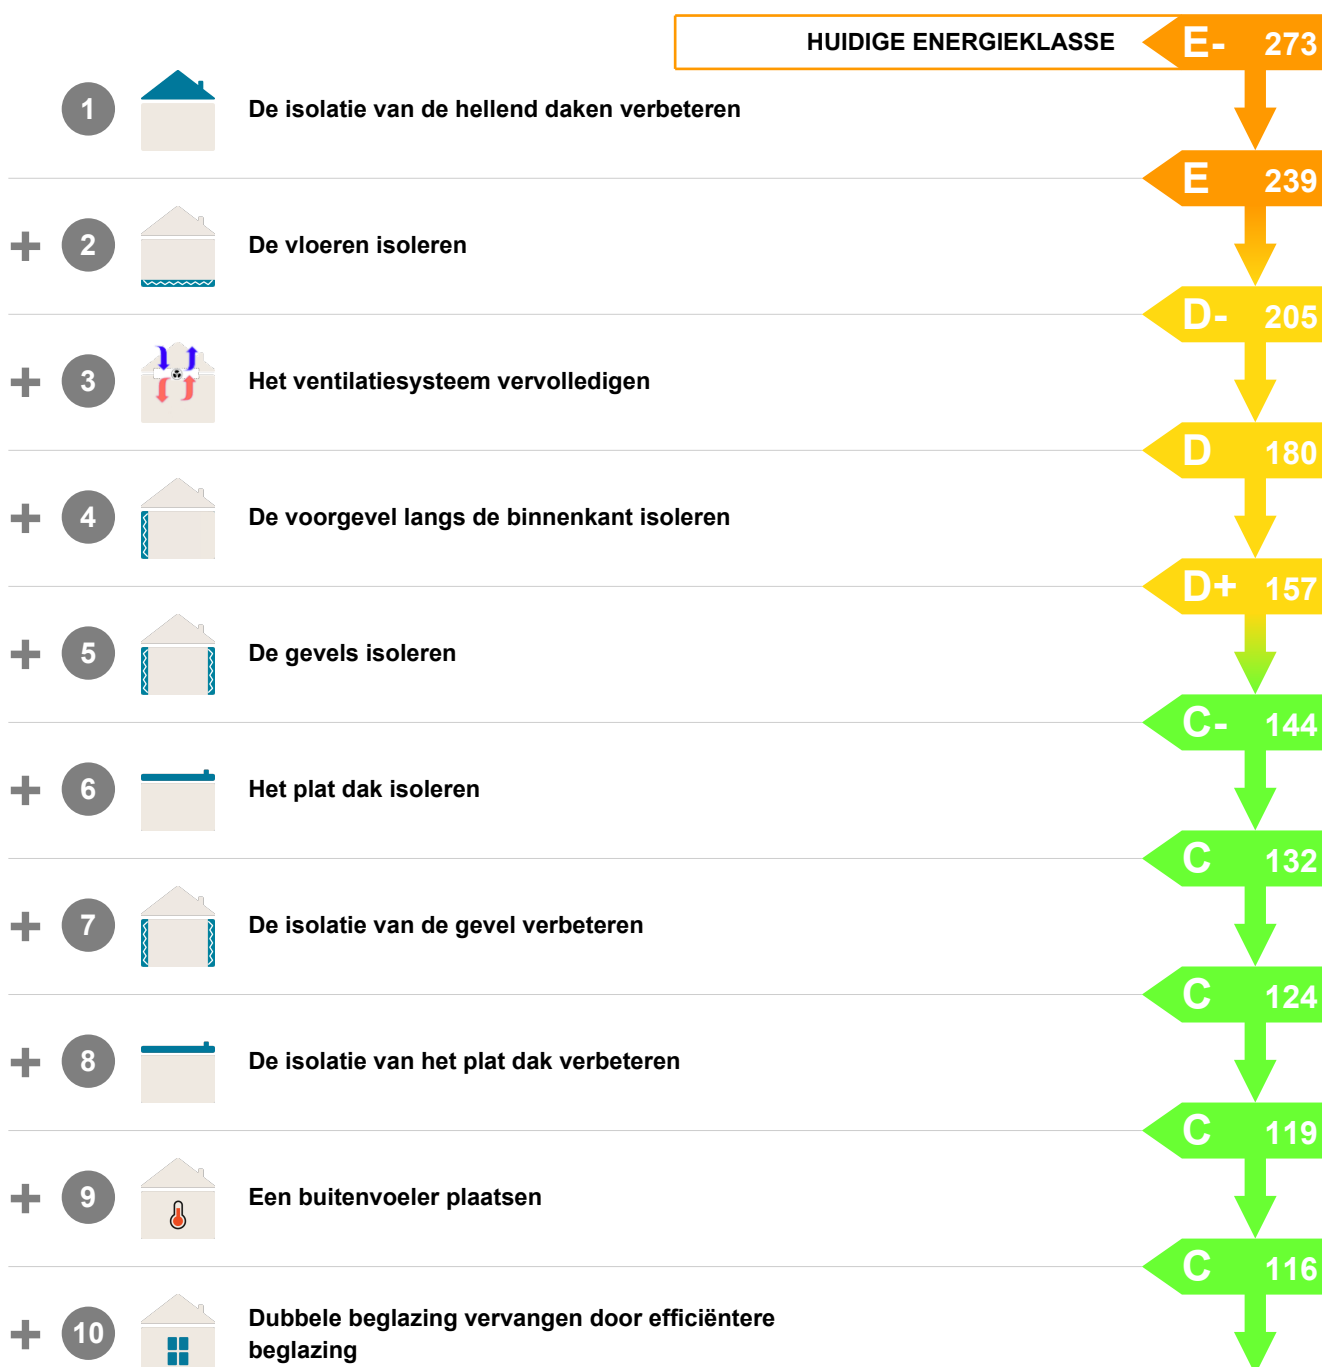 HUIDIGE ENERGIEKLASSE E- 273
1 De isolatie van de hellend daken verbeteren
E 239
+ 2 De vloeren isoleren
D- 205
+ 3 Het ventilatiesysteem vervolledigen
D 180
+ 4 De voorgevel langs de binnenkant isoleren
D+ 157
+ 5 De gevels isoleren
C- 144
+ 6 Het plat dak isoleren
C 132
+ 7 De isolatie van de gevel verbeteren
C 124
+ 8 De isolatie van het plat dak verbeteren
C 119
+ 9 Een buitenvoeler plaatsen
C 116
+ 10 Dubbele beglazing vervangen door efficiëntere
beglazing